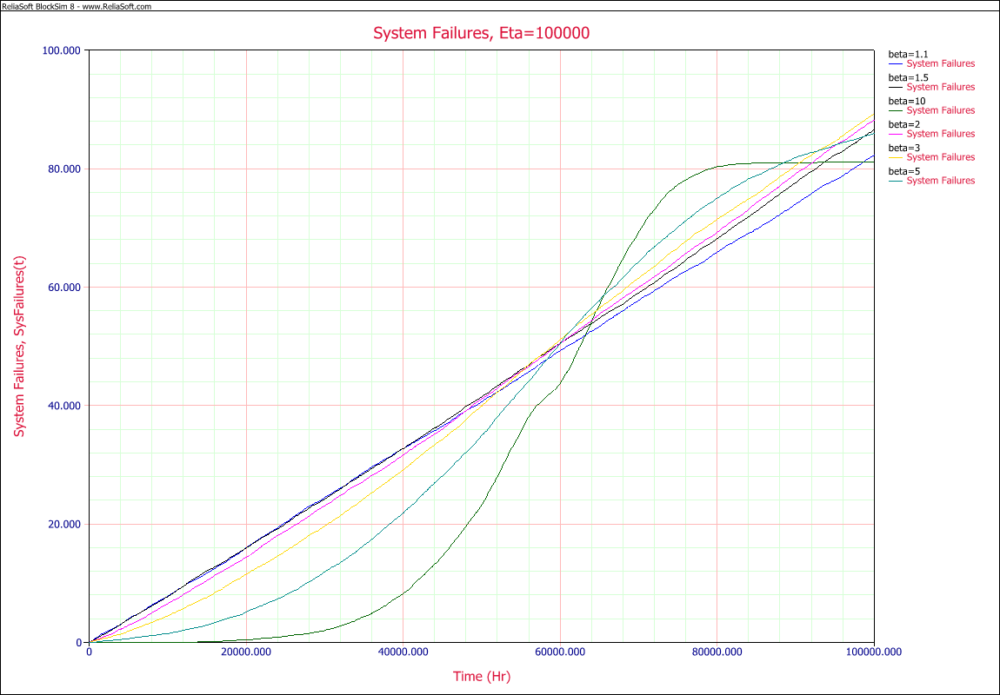 ReliaSoft BlockSim 8 - www.ReliaSoft.com
System Failures, Eta=100000
100.000
80.000
60.000
40.000
20.000
0
System Failures, SysFailures(t)
0
20000.000
40000.000
60000.000
80000.000
100000.000
Time (Hr)
beta=1.1
System Failures
beta=1.5
System Failures
beta=10
System Failures
beta=2
System Failures
beta=3
System Failures
beta=5
System Failures